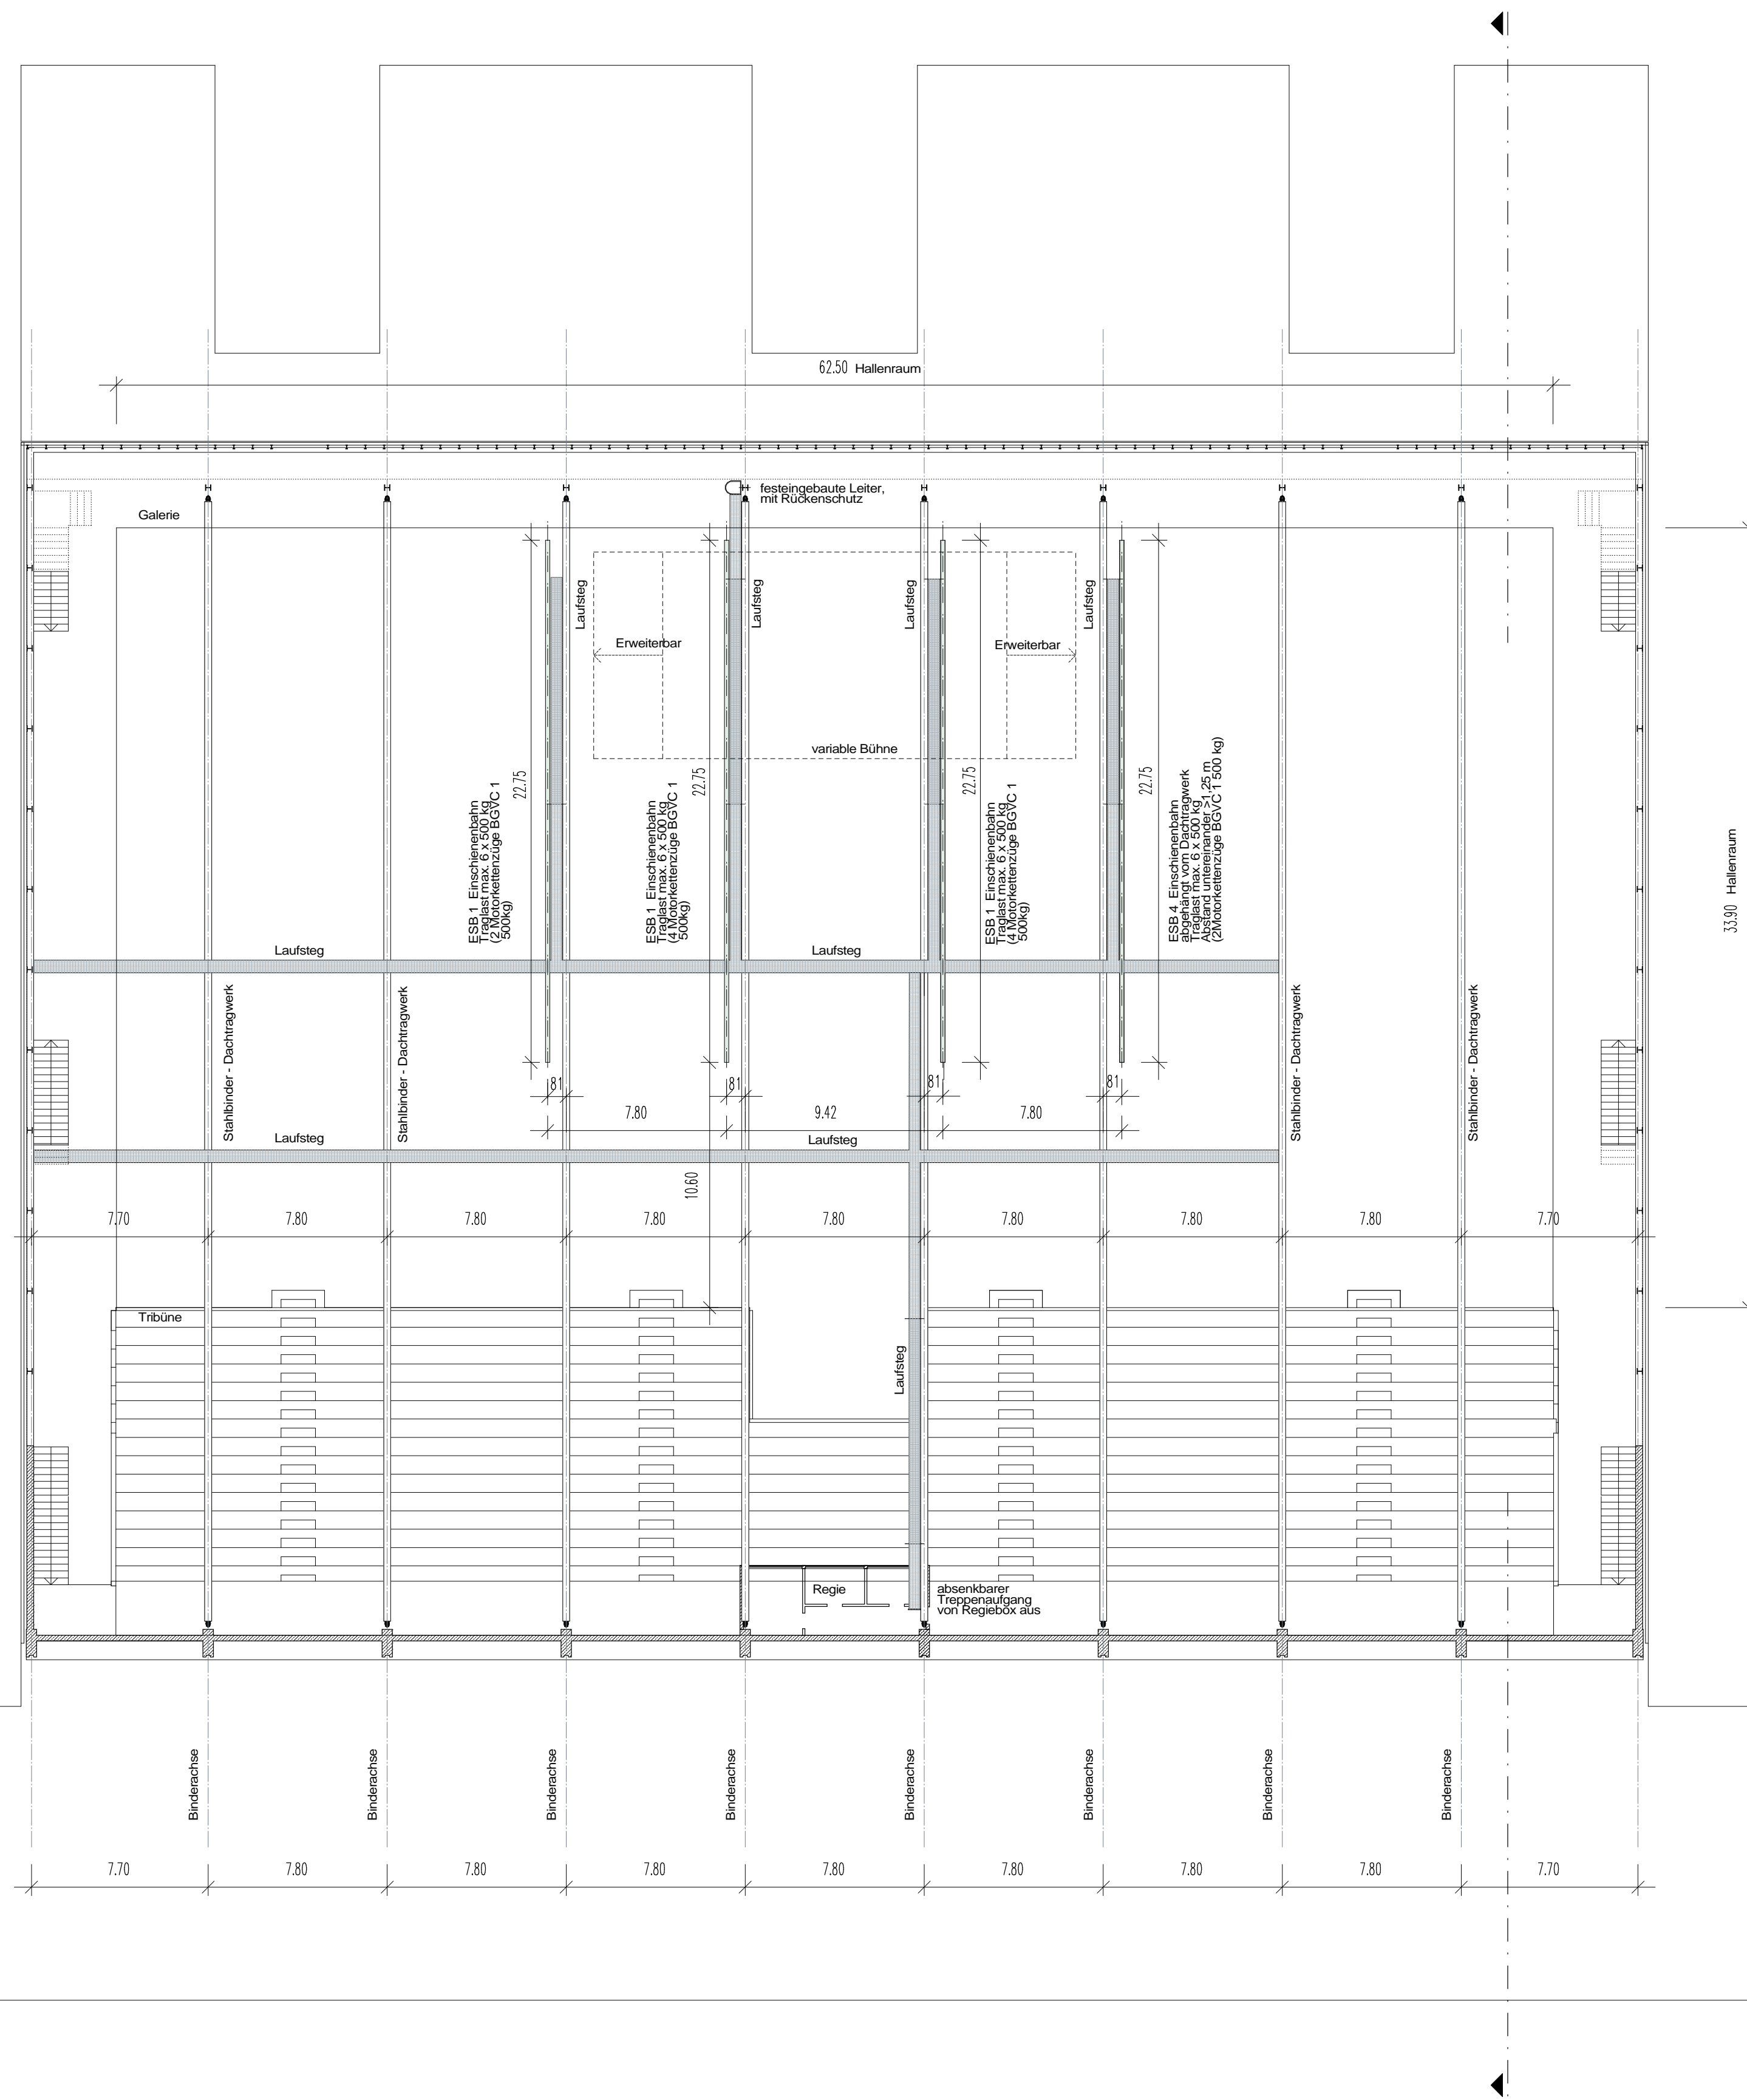 62.50 Hallenraum
festeingebaute Leiter,
mit Rückenschutz
Galerie
Laufsteg
Laufsteg
Laufsteg
Laufsteg
Erweiterbar
Erweiterbar
variable Bühne
22.75
22.75
22.75
22.75
ESB 1 Einschienenbahn
Traglast max. 6 x 500 kg
(2 Motorkettenzüge BGVC 1
500kg)
ESB 1 Einschienenbahn
Traglast max. 6 x 500 kg
(4 Motorkettenzüge BGVC 1
500kg)
ESB 1 Einschienenbahn
Traglast max. 6 x 500 kg
(4 Motorkettenzüge BGVC 1
500kg)
ESB 4 Einschienenbahn
abgehängt vom Dachtragwerk
Traglast max. 6 x 500 kg
Abstand untereinander >1,25 m
(2Motorkettenzüge BGVC 1 500 kg)
33.90 Hallenraum
Laufsteg
Laufsteg
Stahlbinder - Dachtragwerk
Stahlbinder - Dachtragwerk
Stahlbinder - Dachtragwerk
Stahlbinder - Dachtragwerk
81
81
81
81
7.80
9.42
7.80
Laufsteg
Laufsteg
10.60
7.70
7.80
7.80
7.80
7.80
7.80
7.80
7.80
7.70
Tribüne
Laufsteg
Regie
absenkbarer
Treppenaufgang
von Regiebox aus
Binderachse
Binderachse
Binderachse
Binderachse
Binderachse
Binderachse
Binderachse
Binderachse
7.70
7.80
7.80
7.80
7.80
7.80
7.80
7.80
7.70